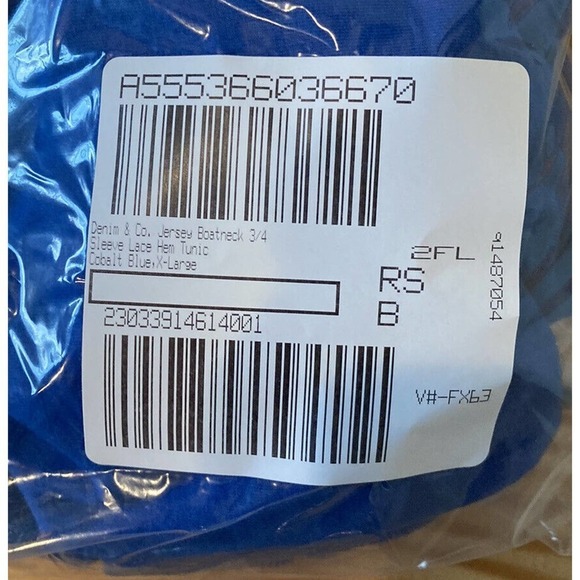 A555366036670
Denim & Co. Jersey Boatneck 3/4
Sleeve Lace Hem Tunic
Cobalt Blue,X-Large
2FL
RS
B
91487054
23033914614001
V#-FX63